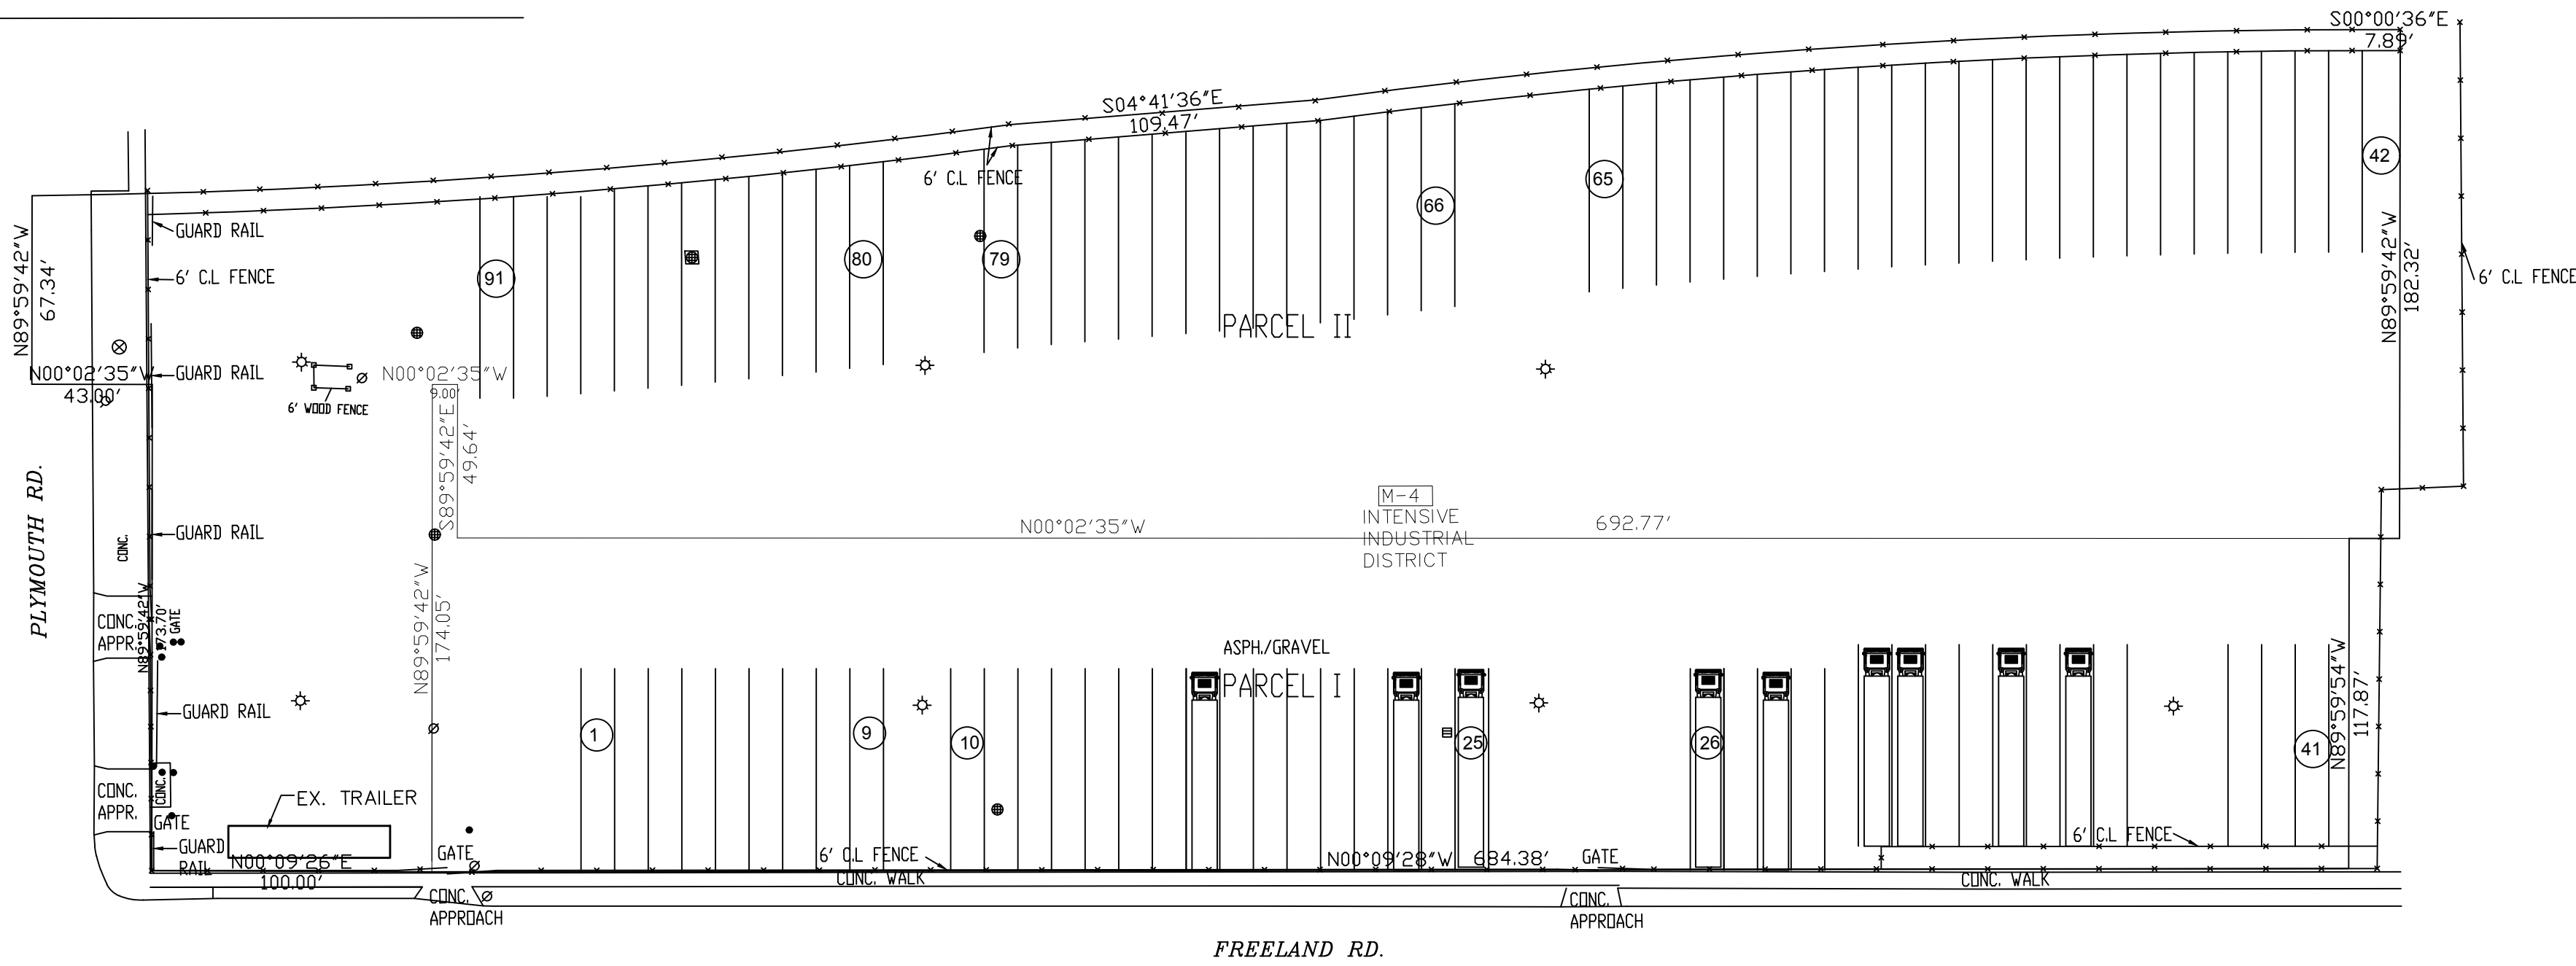 S00°00'36"E
7.89'
S04°41'36"E
109.47'
6' C.L FENCE
42
65
66
79
80
91
GUARD RAIL
6' C.L FENCE
N89°59'42"W
67.34'
N89°59'42"W
182.32'
6' C.L FENCE
PARCEL II
N00°02'35"W
43.00'
GUARD RAIL
6' WOOD FENCE
N00°02'35"W
9.00'
S89°59'42"E
49.64'
PLYMOUTH RD.
CONC.
GUARD RAIL
N00°02'35"W
M-4
INTENSIVE
INDUSTRIAL
DISTRICT
692.77'
N89°59'42"W
174.05'
CONC.
APPR.
N89°59'42"W
173.70'
GATE
ASPH./GRAVEL
PARCEL I
GUARD RAIL
1
9
10
25
26
41
N89°59'54"W
117.87'
CONC.
APPR.
CONC.
GATE
EX. TRAILER
GUARD
RAIL
N00°09'26"E
100.00'
GATE
6' C.L FENCE
CONC. WALK
N00°09'28"W 684.38'
GATE
6' C.L FENCE
CONC. WALK
CONC.
APPROACH
CONC.
APPROACH
FREELAND RD.